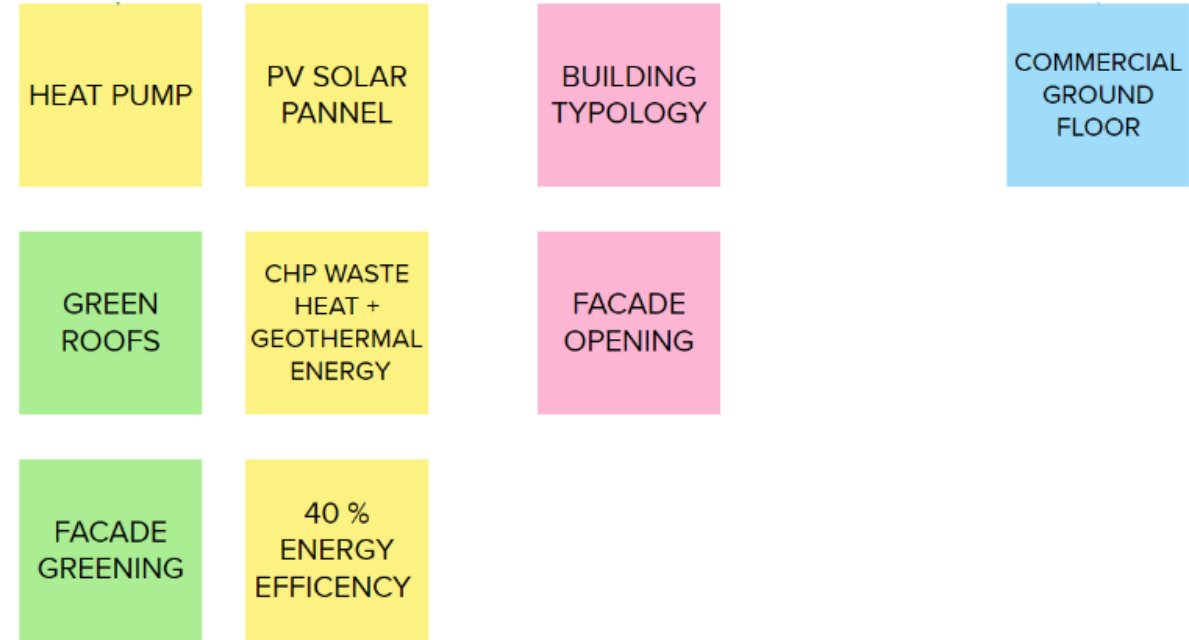 HEAT PUMP
PV SOLAR
PANNEL
BUILDING
TYPOLOGY
COMMERCIAL
GROUND
FLOOR
GREEN
ROOFS
CHP WASTE
HEAT +
GEOTHERMAL
ENERGY
FACADE
OPENING
FACADE
GREENING
40 %
ENERGY
EFFICENCY